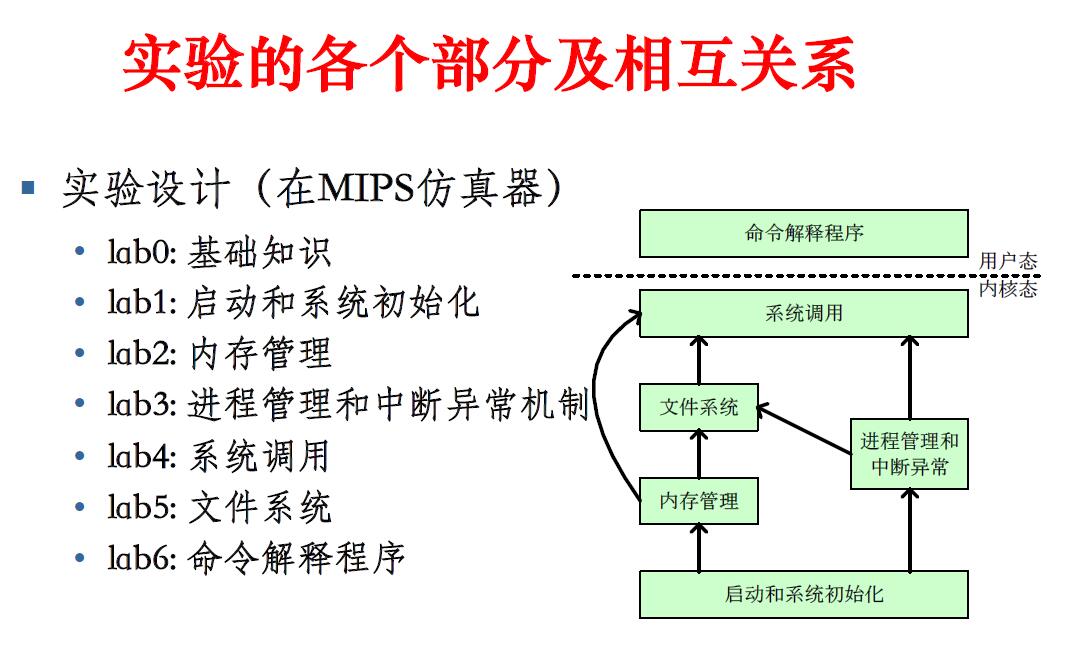 实验的各个部分及相互关系
实验设计（在MIPS仿真器）
lab0: 基础知识
lab1: 启动和系统初始化
lab2: 内存管理
lab3: 进程管理和中断异常机制
lab4: 系统调用
lab5: 文件系统
lab6: 命令解释程序
命令解释程序
用户态
内核态
系统调用
文件系统
进程管理和
中断异常
内存管理
启动和系统初始化